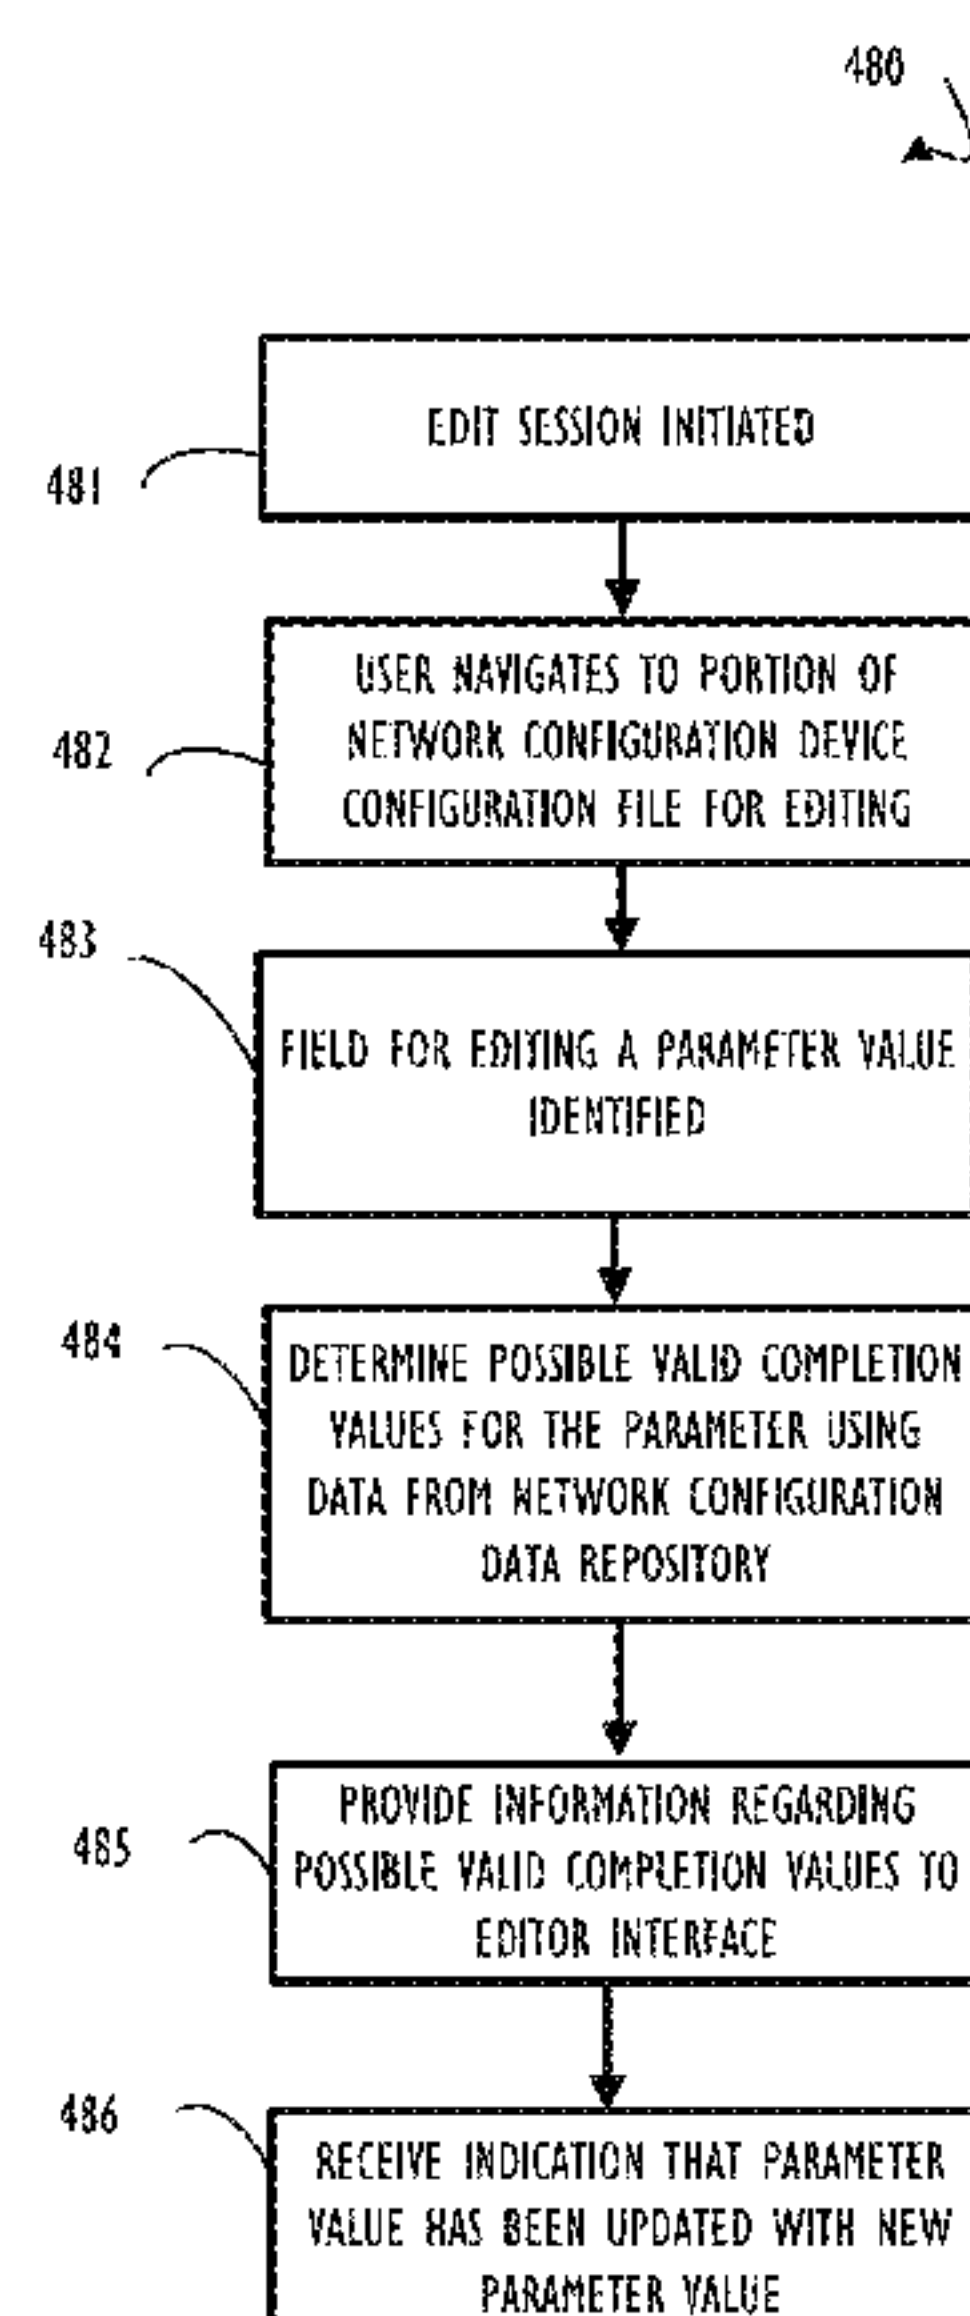 480
EDIT SESSION INITIATED
481
USER NAVIGATES TO PORTION OF
NETWORK CONFIGURATION DEVICE
CONFIGURATION FILE FOR EDITING
482
483
FIELD FOR EDITING A PARAMETER VALUE
IDENTIFIED
484
DETERMINE POSSIBLE VALID COMPLETION
VALUES FOR THE PARAMETER USING
DATA FROM NETWORK CONFIGURATION
DATA REPOSITORY
PROVIDE INFORMATION REGARDING
POSSIBLE VALID COMPLETION VALUES TO
EDITOR INTERFACE
485
486
RECEIVE INDICATION THAT PARAMETER
VALUE HAS BEEN UPDATED WITH NEW
PARAMETER VALUE